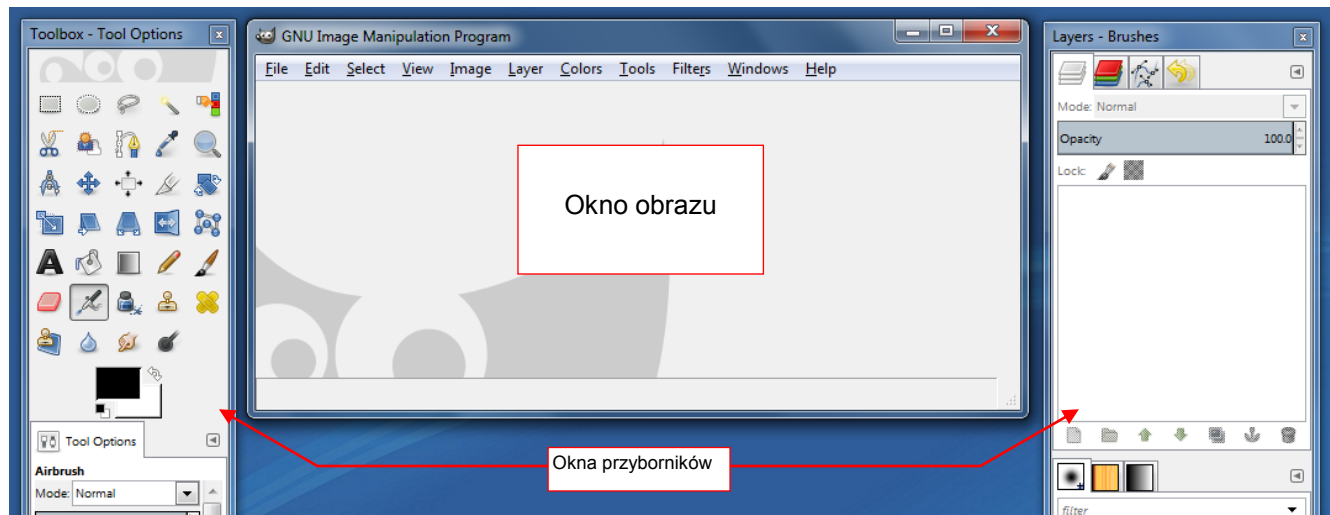 Toolbox - Tool Options
GNU Image Manipulation Program
Layers - Brushes
File Edit Select View Image Layer Colors Tools Filters Windows Help
Mode: Normal
Opacity 100.0
Lock:
Okno obrazu
Tool Options
Okna przyborników
Airbrush
Mode: Normal
filter